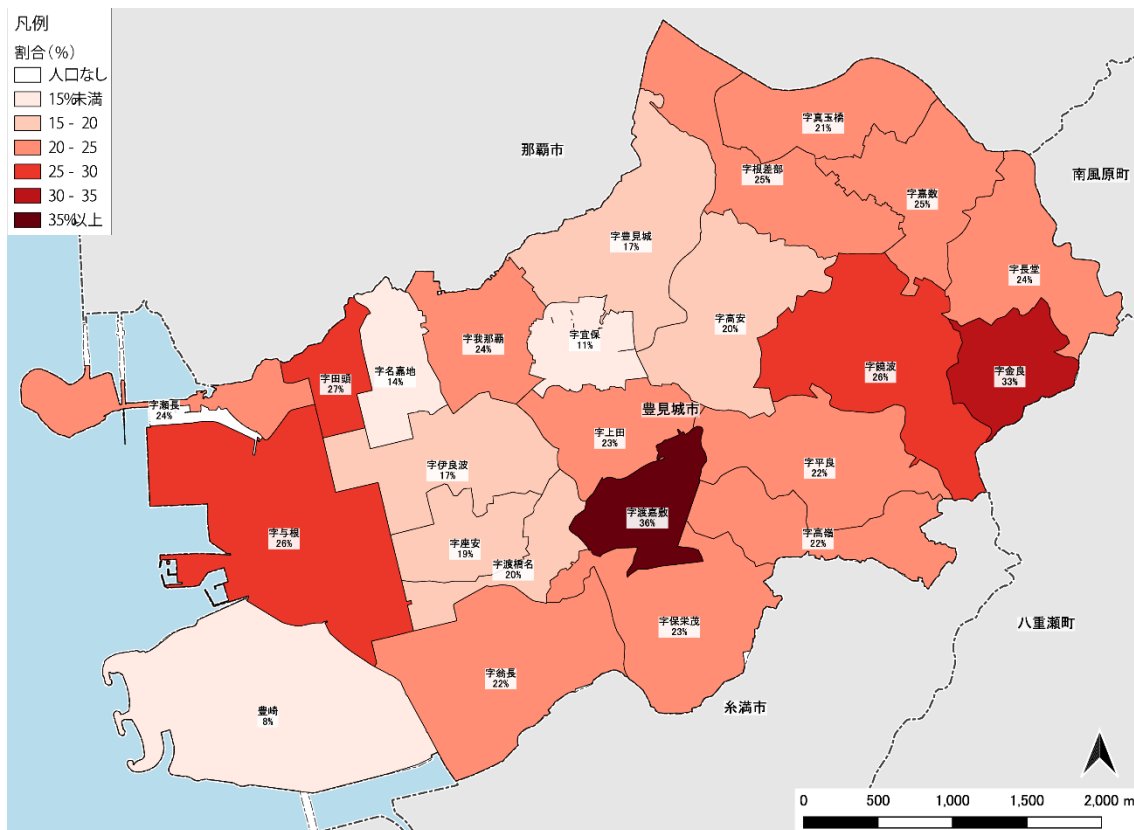 凡例
割合(%)
人口なし
15%未満
15 - 20
20 - 25
25 - 30
30 - 35
35%以上
那覇市
南風原町
字真玉橋
21%
字根差部
25%
字嘉数
25%
字豊見城
17%
字長堂
24%
字高安
20%
字我那覇
24%
字宜保
11%
字田頭
27%
字名嘉地
14%
字饒波
26%
字金良
33%
字瀬長
24%
豊見城市
字上田
23%
字伊良波
17%
字平良
22%
字渡嘉敷
36%
字与根
26%
字座安
19%
字高嶺
22%
字渡橋名
20%
字保栄茂
23%
八重瀬町
字翁長
22%
糸満市
豊崎
8%
0 500 1,000 1,500 2,000 m